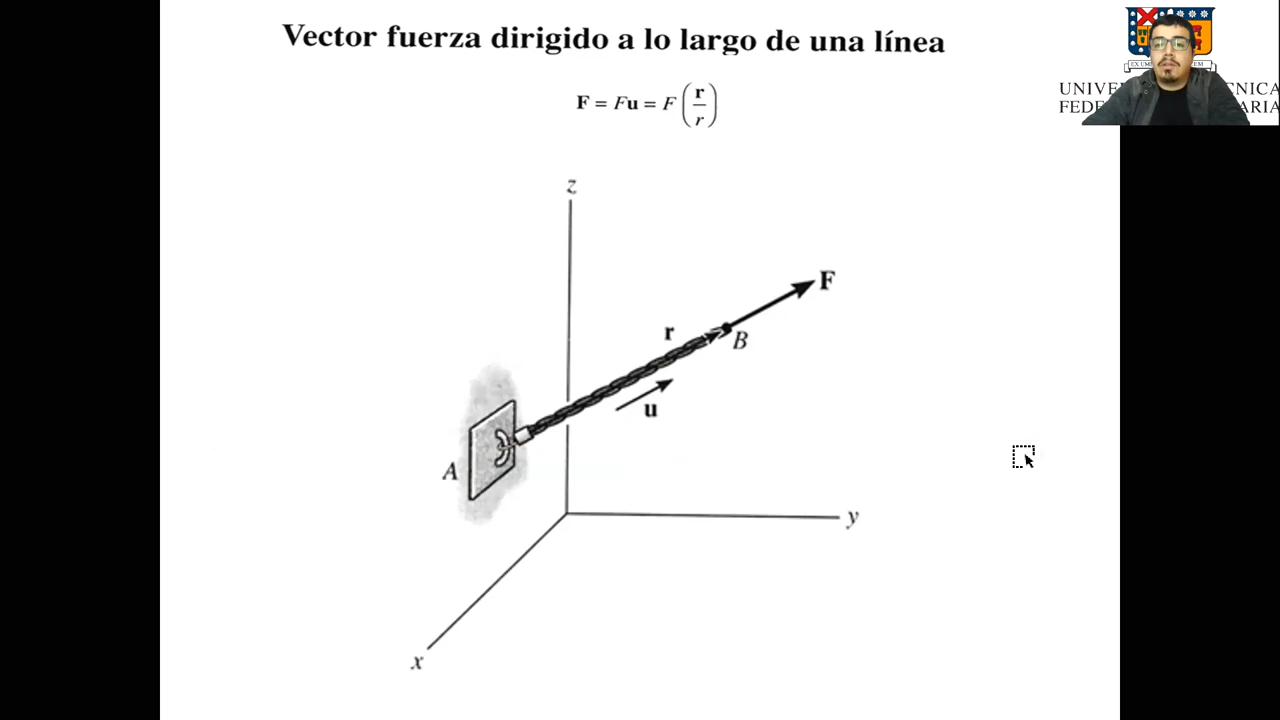 Vector fuerza dirigido a lo largo de una línea
F = Fu = F (r/r)
z
F
r
B
u
A
y
x